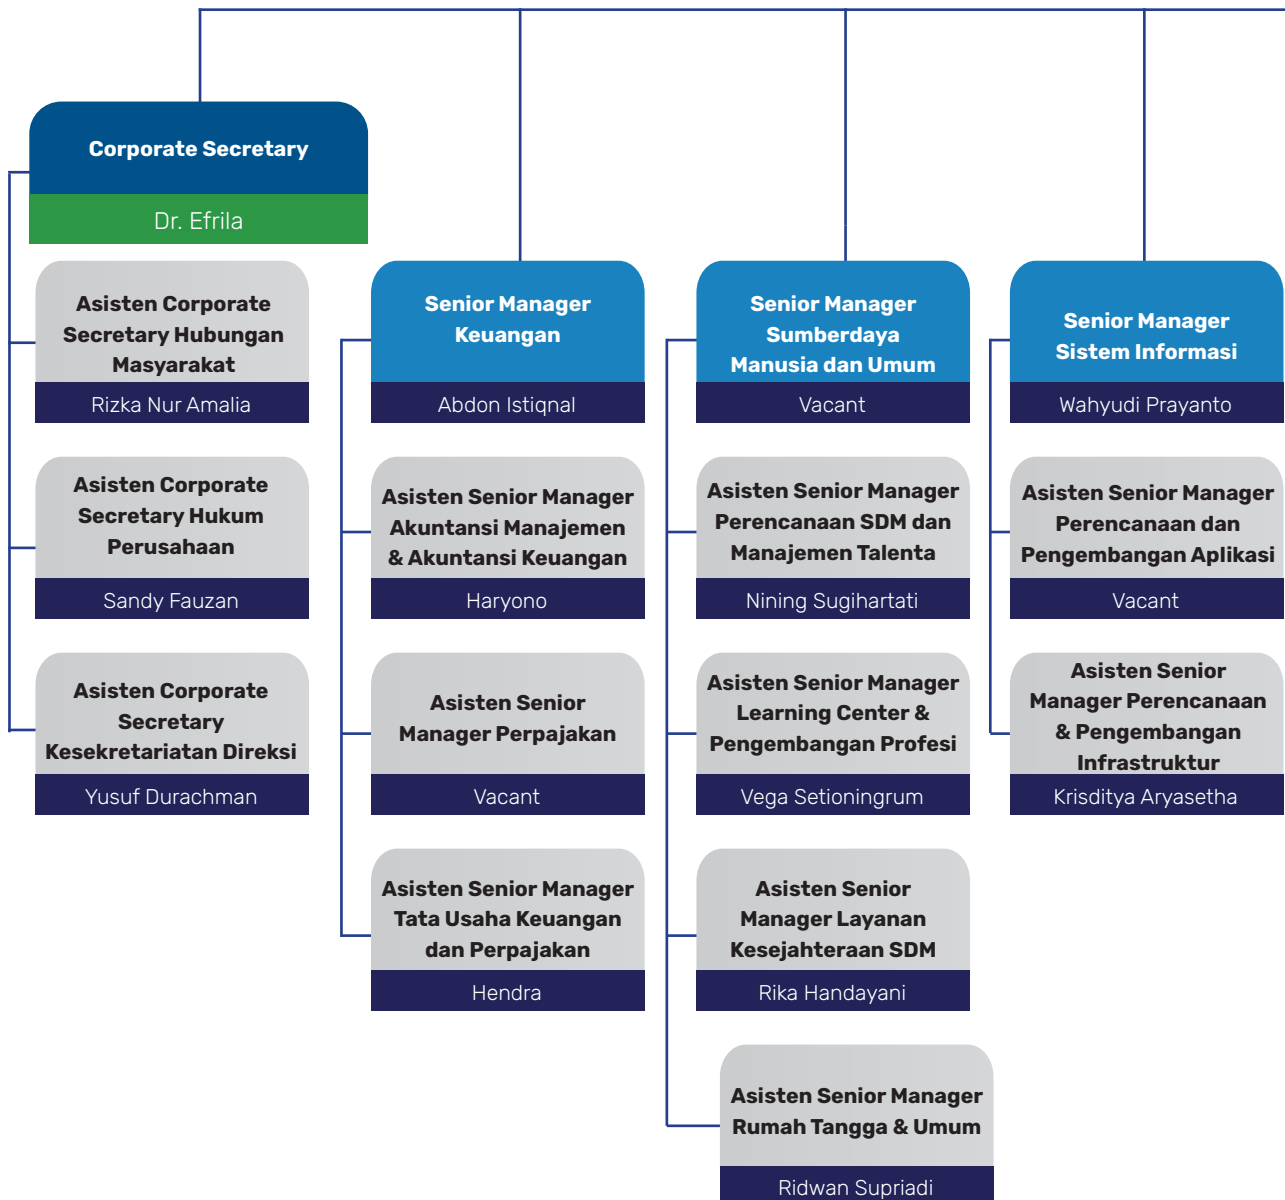 Corporate Secretary
Dr. Efrila
Asisten Corporate
Secretary Hubungan
Masyarakat
Rizka Nur Amalia
Asisten Corporate
Secretary Hukum
Perusahaan
Sandy Fauzan
Asisten Corporate
Secretary
Kesekretariatan Direksi
Yusuf Durachman
Senior Manager
Keuangan
Abdon Istiqnal
Asisten Senior Manager
Akuntansi Manajemen
& Akuntansi Keuangan
Haryono
Asisten Senior
Manager Perpajakan
Vacant
Asisten Senior Manager
Tata Usaha Keuangan
dan Perpajakan
Hendra
Senior Manager
Sumberdaya
Manusia dan Umum
Vacant
Asisten Senior Manager
Perencanaan SDM dan
Manajemen Talenta
Nining Sugihartati
Asisten Senior Manager
Learning Center &
Pengembangan Profesi
Vega Setioningrum
Asisten Senior
Manager Layanan
Kesejahteraan SDM
Rika Handayani
Asisten Senior Manager
Rumah Tangga & Umum
Ridwan Supriadi
Senior Manager
Sistem Informasi
Wahyudi Prayanto
Asisten Senior Manager
Perencanaan dan
Pengembangan Aplikasi
Vacant
Asisten Senior
Manager Perencanaan
& Pengembangan
Infrastruktur
Krisditya Aryasetha